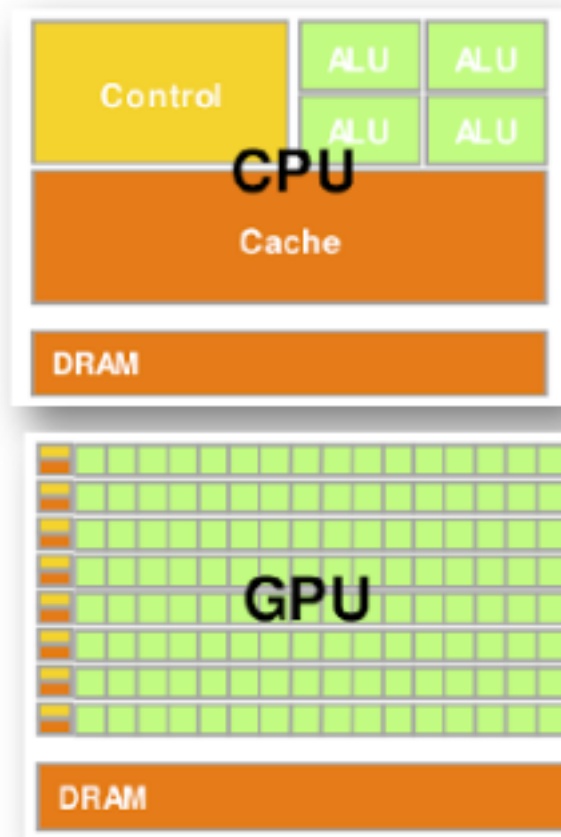 Control
ALU ALU
ALU ALU
CPU
Cache
DRAM
GPU
DRAM